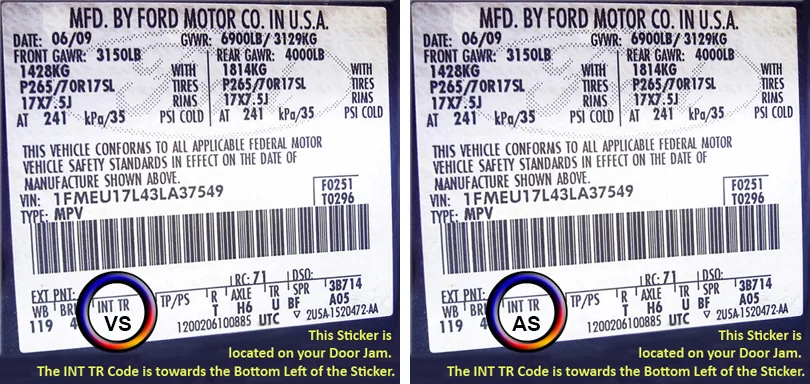 MFD. BY FORD MOTOR CO. IN U.S.A.
DATE: 06/09 GVWR: 6900LB/ 3129KG
FRONT GAWR: 3150LB REAR GAWR: 4000LB
1428KG WITH 1814KG WITH
P265/70R17SL TIRES P265/70R17SL TIRES
17X7.5J RIMS 17X7.5J RIMS
AT 241 kPa/35 PSI COLD AT 241 kPa/35 PSI COLD
THIS VEHICLE CONFORMS TO ALL APPLICABLE FEDERAL MOTOR
VEHICLE SAFETY STANDARDS IN EFFECT ON THE DATE OF
MANUFACTURE SHOWN ABOVE.
VIN: 1FMEU17L43LA37549 F0251
TYPE: MPV T0296
EXT PNT: RC: 71 DSO: 3B714
WB BR INT TR TP/PS R AXLE TR SPR A05
119 4 VS T H6 U U BF 2USA-1520472-AA
1200206100885 UTC
This Sticker is
located on your Door Jam.
The INT TR Code is towards the Bottom Left of the Sticker.
MFD. BY FORD MOTOR CO. IN U.S.A.
DATE: 06/09 GVWR: 6900LB/ 3129KG
FRONT GAWR: 3150LB REAR GAWR: 4000LB
1428KG WITH 1814KG WITH
P265/70R17SL TIRES P265/70R17SL TIRES
17X7.5J RIMS 17X7.5J RIMS
AT 241 kPa/35 PSI COLD AT 241 kPa/35 PSI COLD
THIS VEHICLE CONFORMS TO ALL APPLICABLE FEDERAL MOTOR
VEHICLE SAFETY STANDARDS IN EFFECT ON THE DATE OF
MANUFACTURE SHOWN ABOVE.
VIN: 1FMEU17L43LA37549 F0251
TYPE: MPV T0296
EXT PNT: RC: 71 DSO: 3B714
WB BR INT TR TP/PS R AXLE TR SPR A05
119 4 AS T H6 U U BF 2USA-1520472-AA
1200206100885 UTC
This Sticker is
located on your Door Jam.
The INT TR Code is towards the Bottom Left of the Sticker.